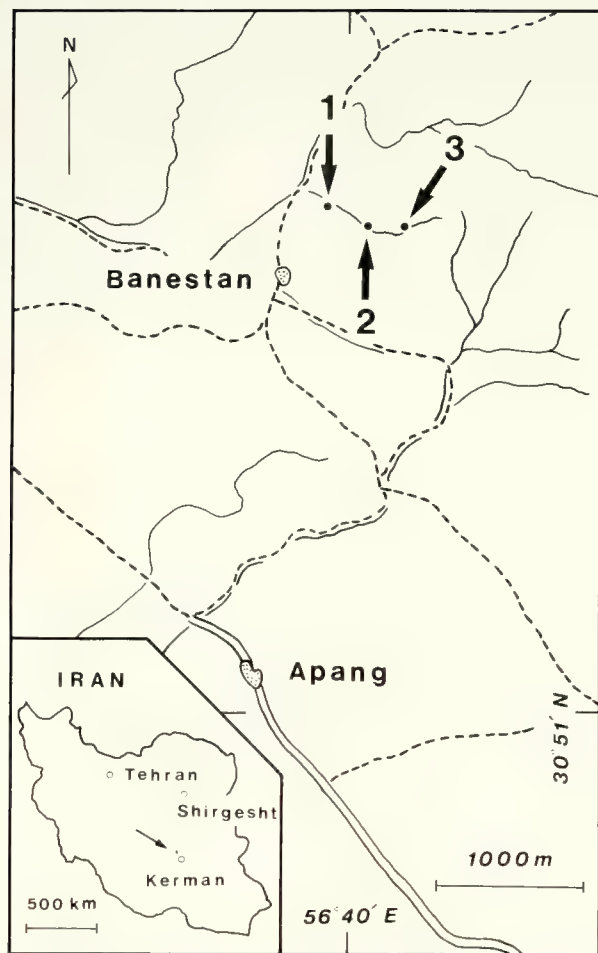 N
1
3
Banestan
2
Apang
IRAN
Tehran
Shirgesht
Kerman
500 km
30°51' N
1000 m
56°40' E